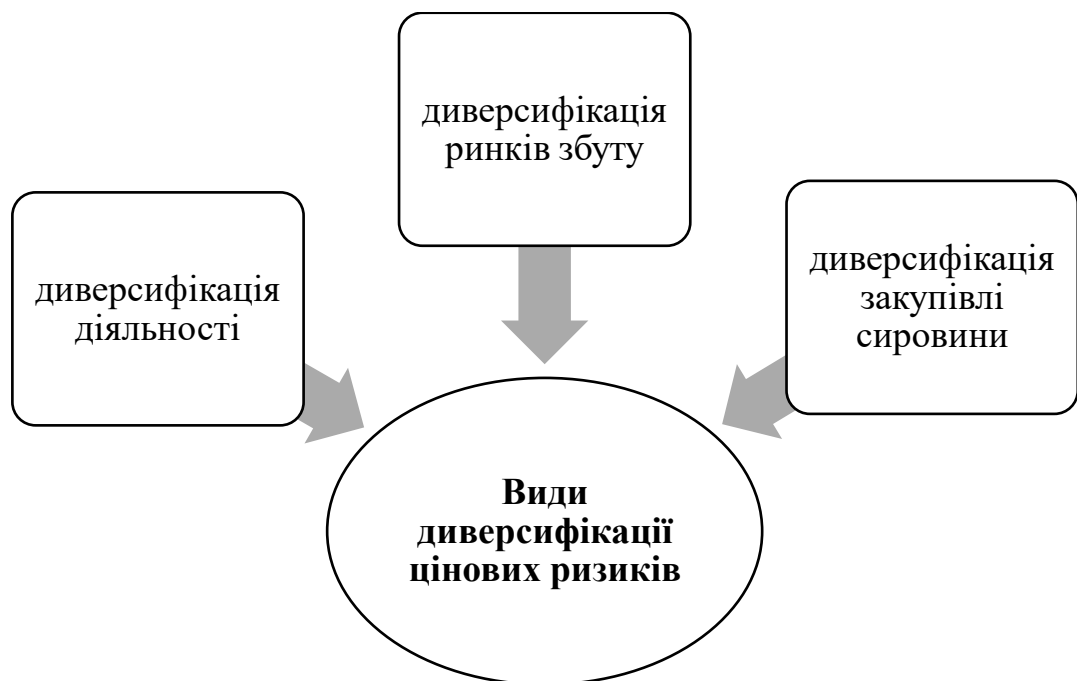 диверсифікація
ринків збуту
диверсифікація
діяльності
диверсифікація
закупівлі
сировини
Види
диверсифікації
цінових ризиків